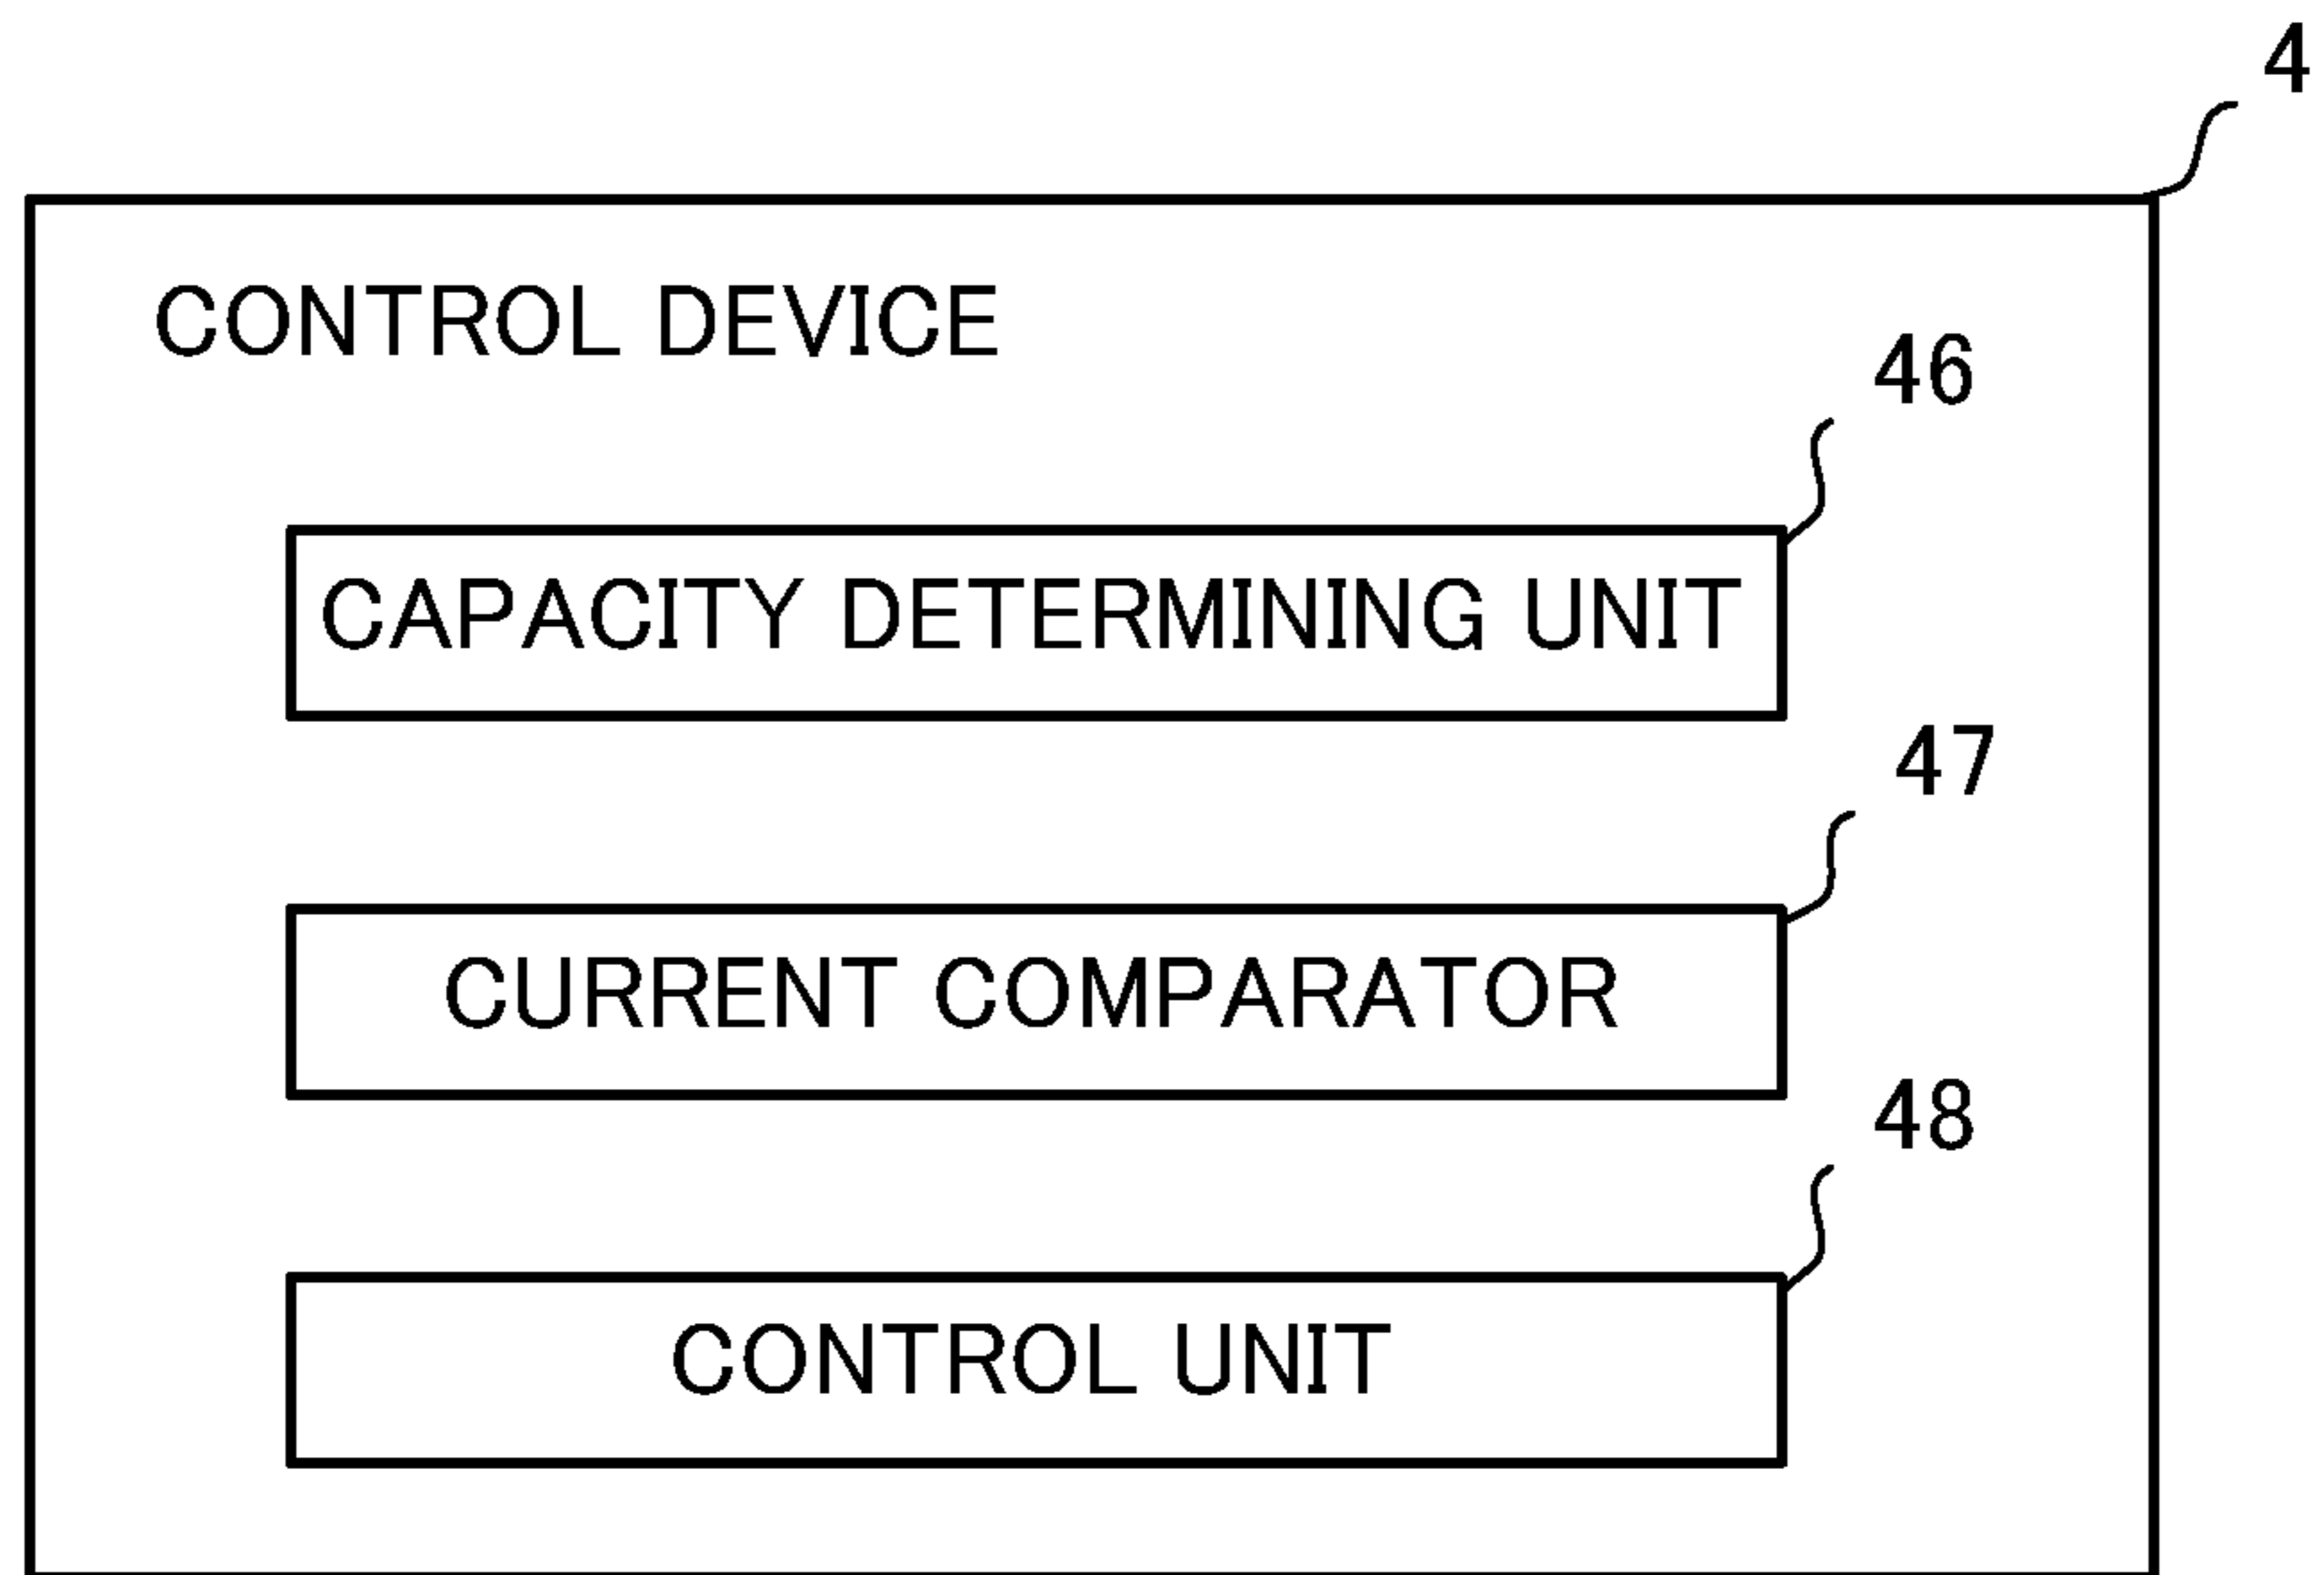 4
CONTROL DEVICE
46
CAPACITY DETERMINING UNIT
47
CURRENT COMPARATOR
48
CONTROL UNIT